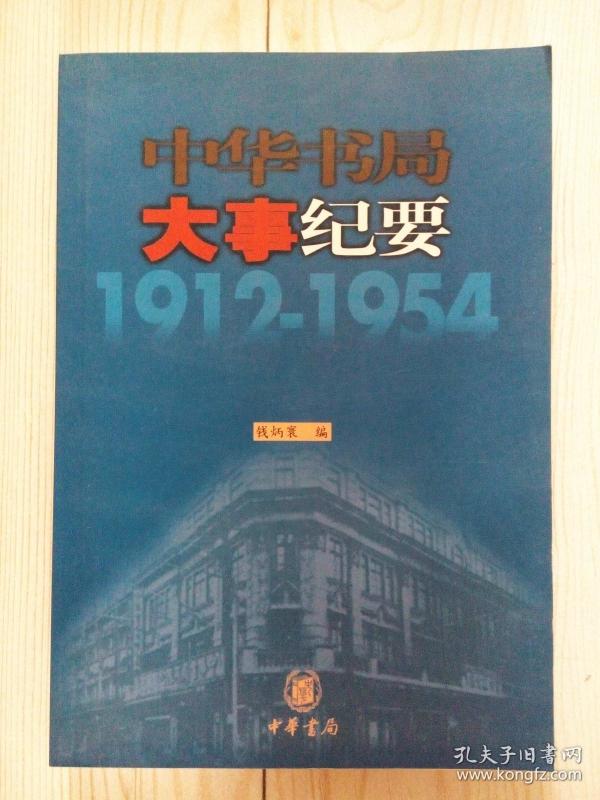 中华书局
大事纪要
1912-1954
钱炳寰 编
中華書局
孔夫子旧书网
www.kongfz.com